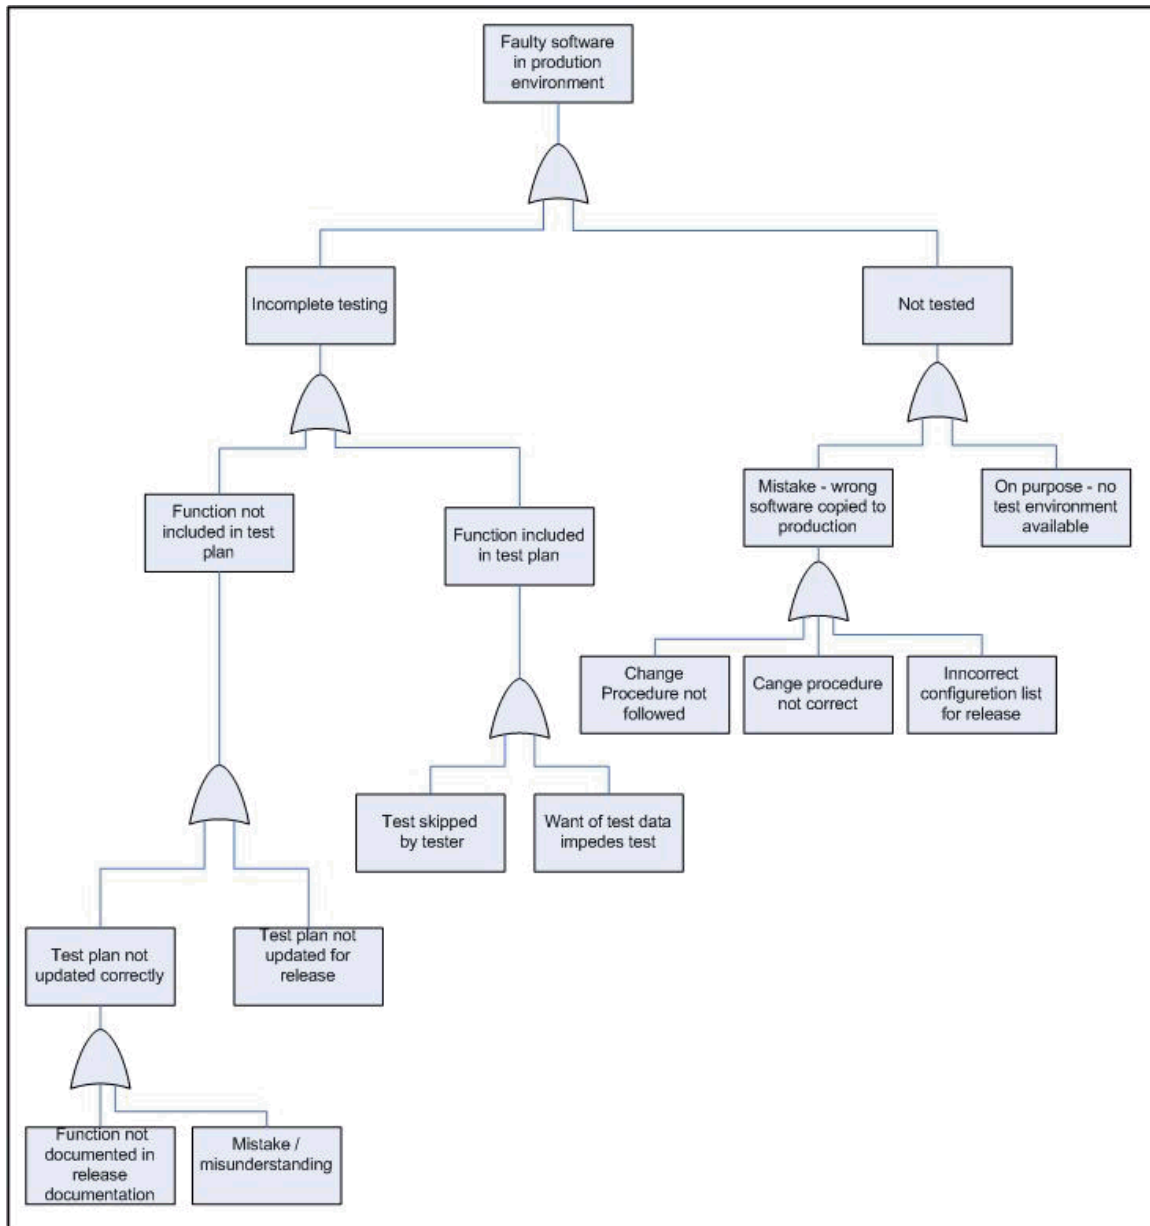 Faulty software
in prodution
environment
Incomplete testing
Not tested
Function not
included in test
plan
Function included
in test plan
Mistake - wrong
software copied to
production
On purpose - no
test environment
available
Change
Procedure not
followed
Cange procedure
not correct
Inncorrect
configuretion list
for release
Test skipped
by tester
Want of test data
impedes test
Test plan not
updated correctly
Test plan not
updated for
release
Function not
documented in
release
documentation
Mistake /
misunderstanding